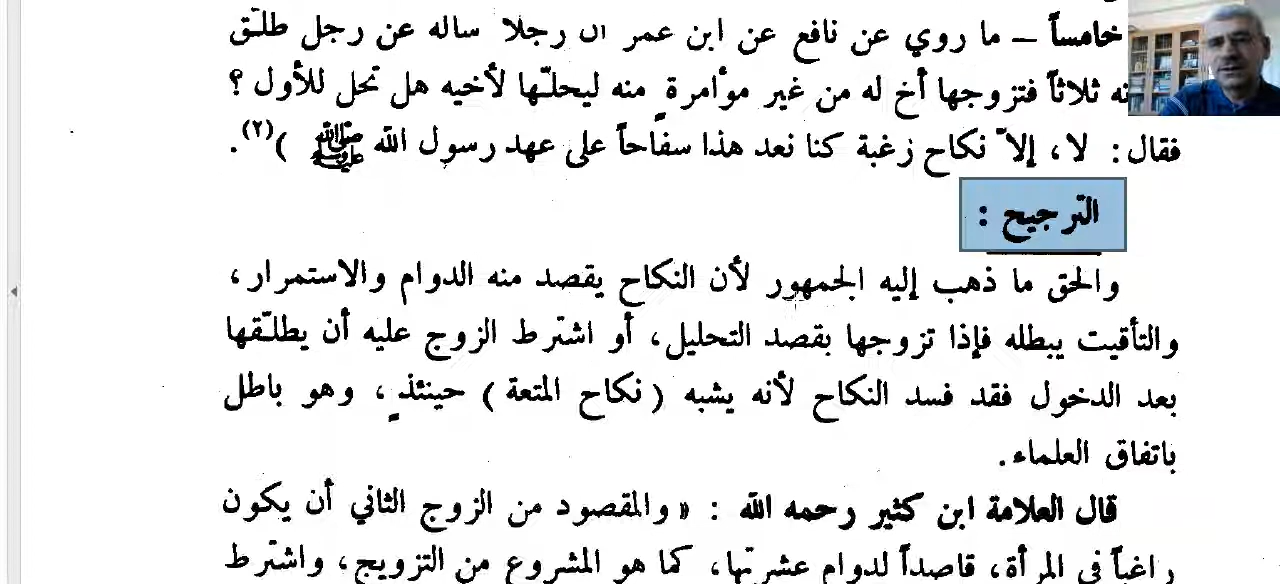 خامساً – ما روي عن نافع عن ابن عمر ان رجلا ساله عن رجل طلّق
ثلاثاً فتزوجها أخ له من غير موأمرةٍ منه ليحلّها لأخيه هل تحل للأول ؟
فقال : لا ، إلاّ نكاح رغبة كنا نعد هذا سفاحاً على عهد رسول الله ﷺ )(٢).
الترجيح :
والحق ما ذهب إليه الجمهور لأن النكاح يقصد منه الدوام والاستمرار ،
والتأقيت يبطله فإذا تزوجها بقصد التحليل ، أو اشترط الزوج عليه أن يطلّقها
بعد الدخول فقد فسد النكاح لأنه يشبه ( نكاح المتعة ) حينئذٍ ، وهو باطل
باتفاق العلماء .
قال العلامة ابن كثير رحمه الله : « والمقصود من الزوج الثاني أن يكون
راغباً في المرأة ، قاصداً لدوام عشرتها ، كما هو المشروع من التزويج ، واشترط